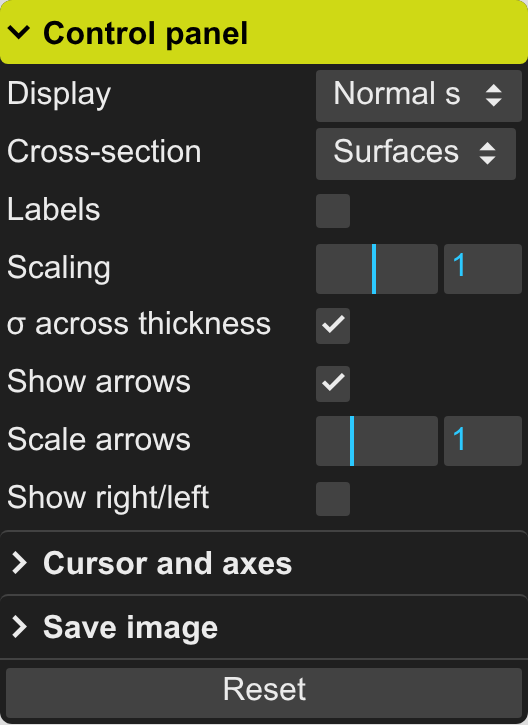 Control panel
Display Normal s
Cross-section Surfaces
Labels
Scaling 1
σ across thickness
Show arrows
Scale arrows 1
Show right/left
Cursor and axes
Save image
Reset